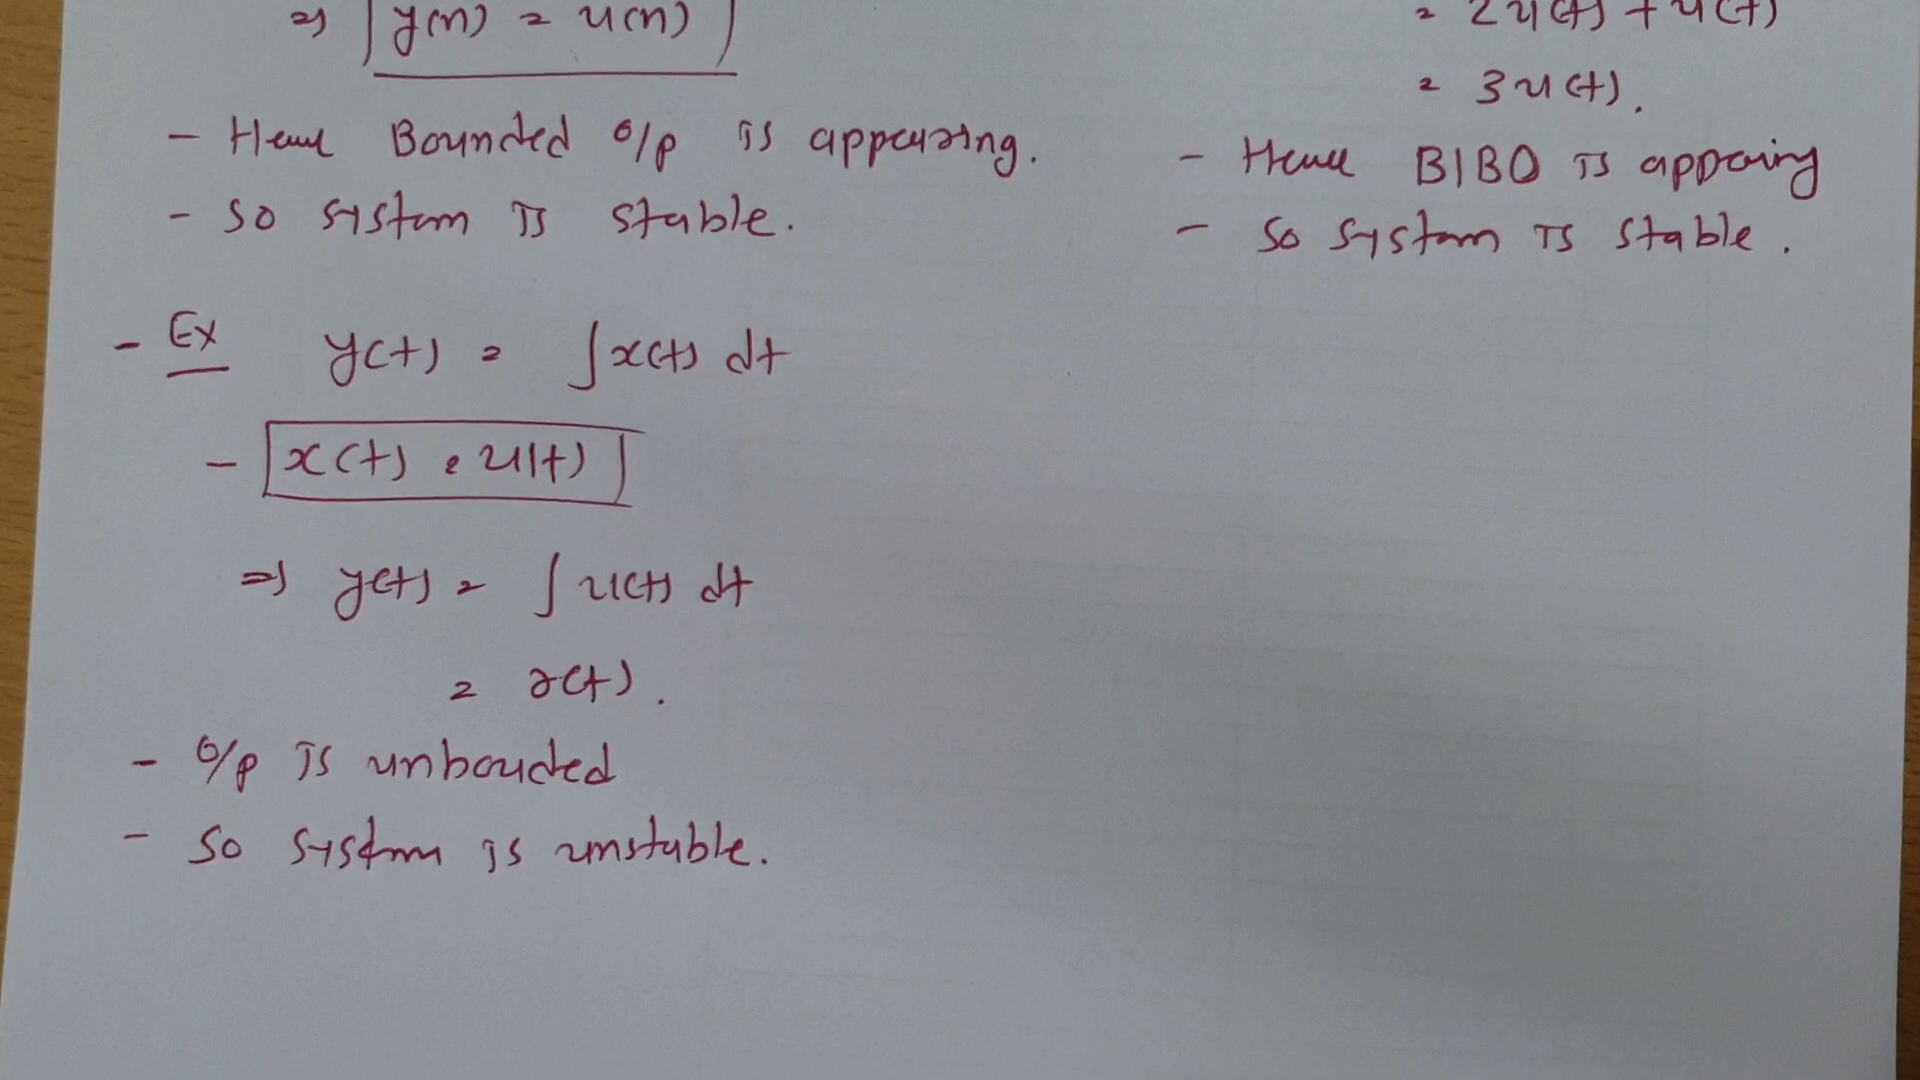 ⇒ y(n) = u(n)
- Hence Bounded o/p is appearing.
- so system is stable.
= 2u(t) + u(t)
= 3u(t).
- Hence BIBO is appearing
- So system is stable.
- Ex y(t) = ∫x(t) dt
- x(t) = u(t)
⇒ y(t) = ∫ u(t) dt
= r(t).
- o/p is unbouded
- so system is unstable.